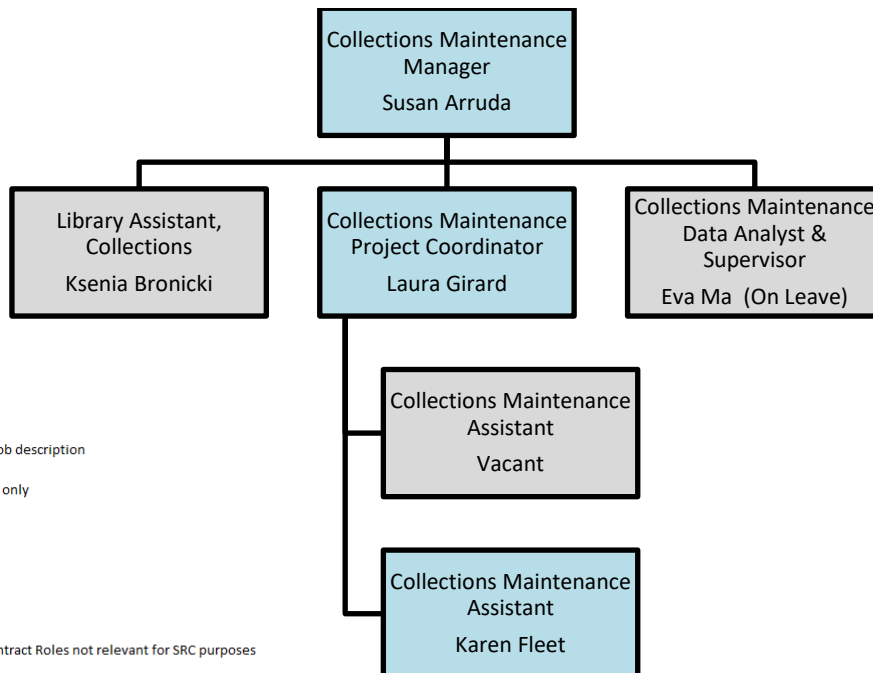 Collections Maintenance
Manager
Susan Arruda
Library Assistant,
Collections
Ksenia Bronicki
Collections Maintenance
Project Coordinator
Laura Girard
Collections Maintenance
Data Analyst &
Supervisor
Eva Ma (On Leave)
Collections Maintenance
Assistant
Vacant
job description
only
Collections Maintenance
Assistant
Karen Fleet
Roles not relevant for SRC purposes